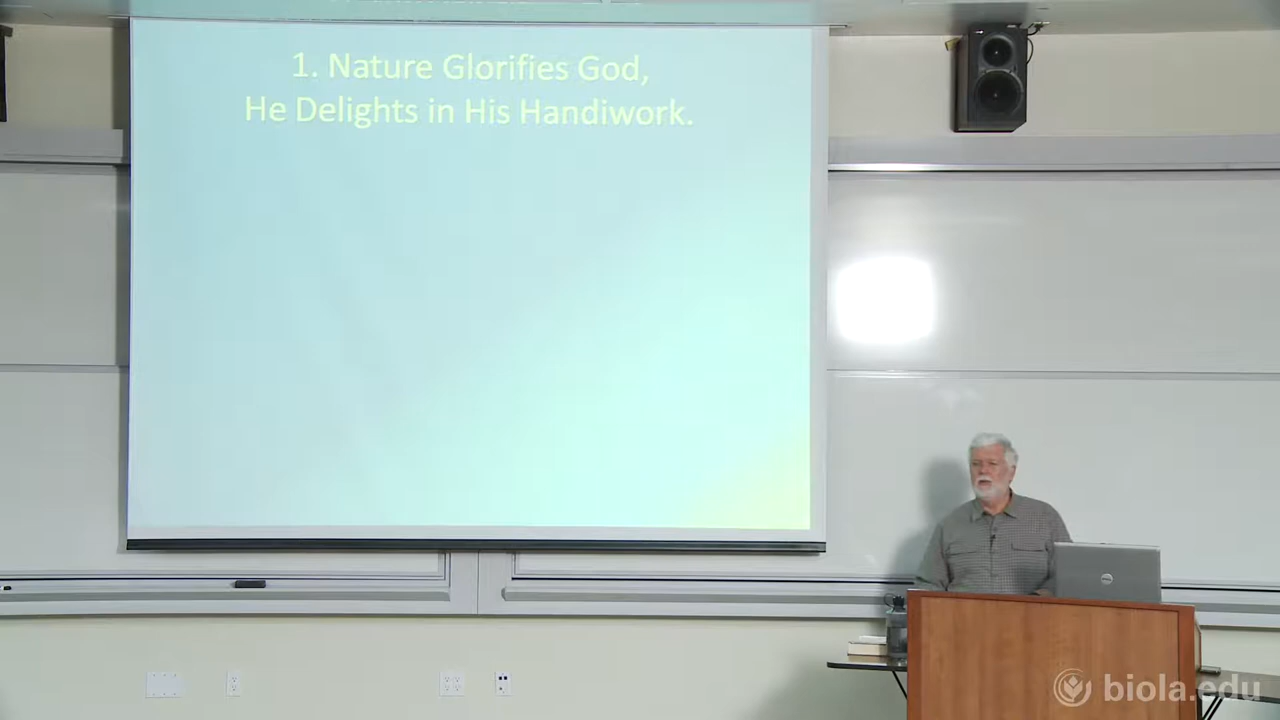 1. Nature Glorifies God,
He Delights in His Handiwork.
biola.edu